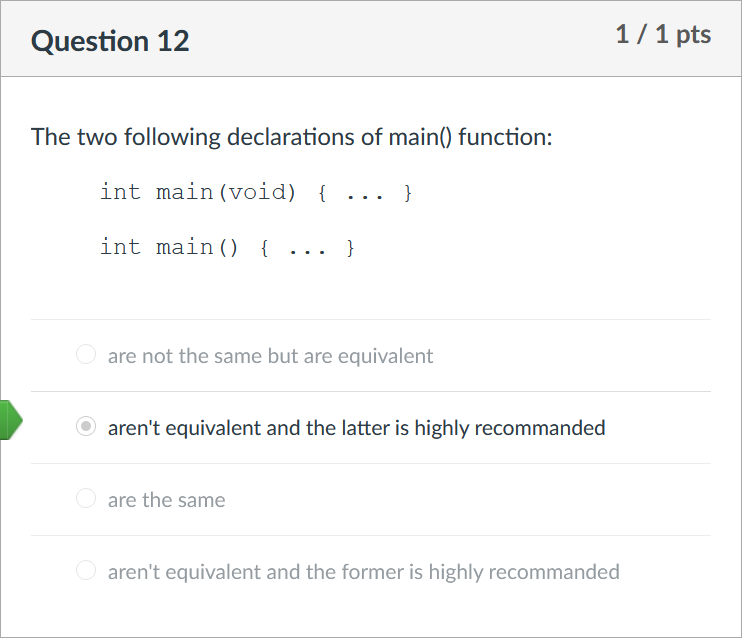 Question 12
1 / 1 pts
The two following declarations of main() function:
int main(void) { ... }
int main() { ... }
are not the same but are equivalent
aren't equivalent and the latter is highly recommanded
are the same
aren't equivalent and the former is highly recommanded